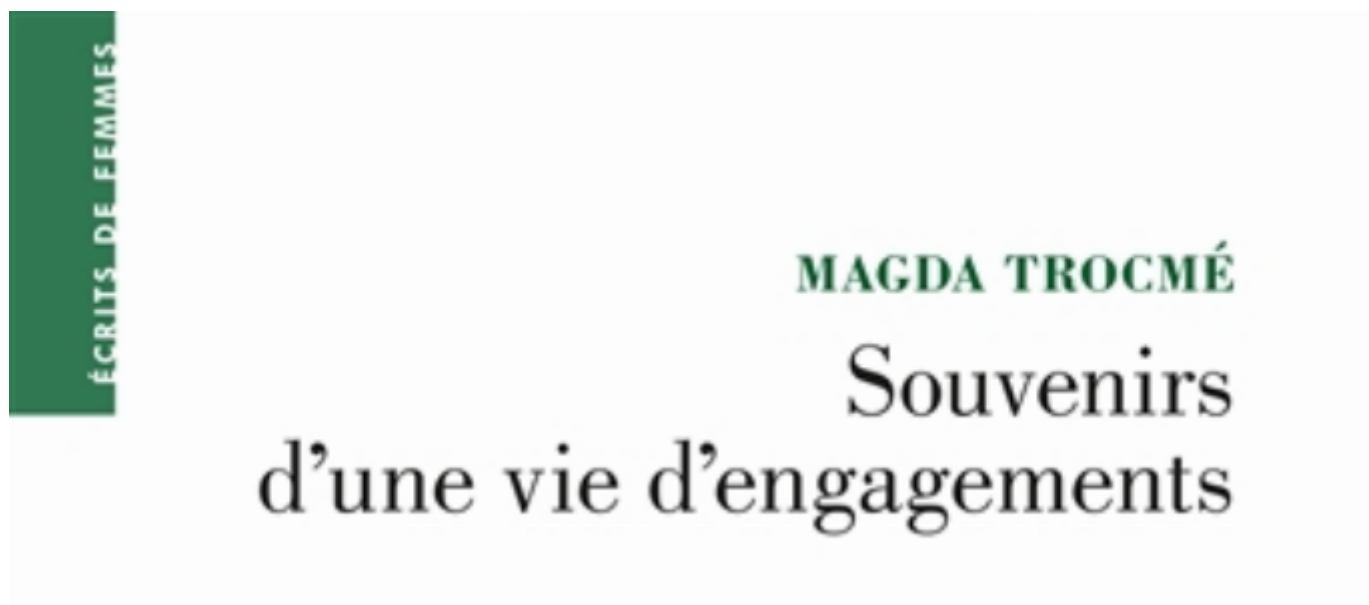 ÉCRITS DE FEMMES
MAGDA TROCMÉ
Souvenirs
d’une vie d’engagements